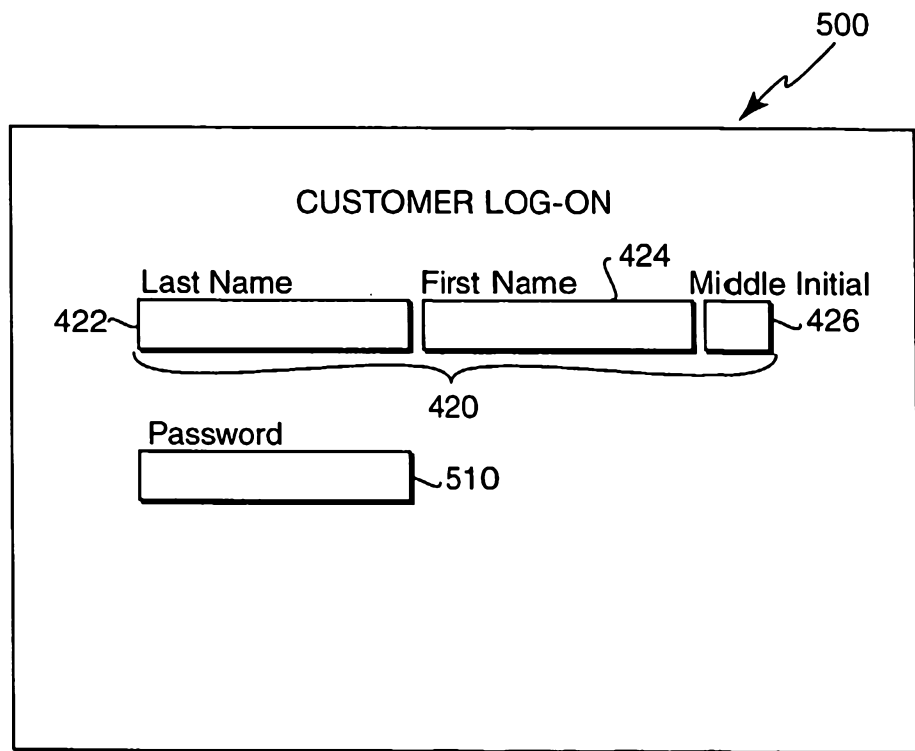 500
CUSTOMER LOG-ON
Last Name First Name 424 Middle Initial
422 426
420
Password
510